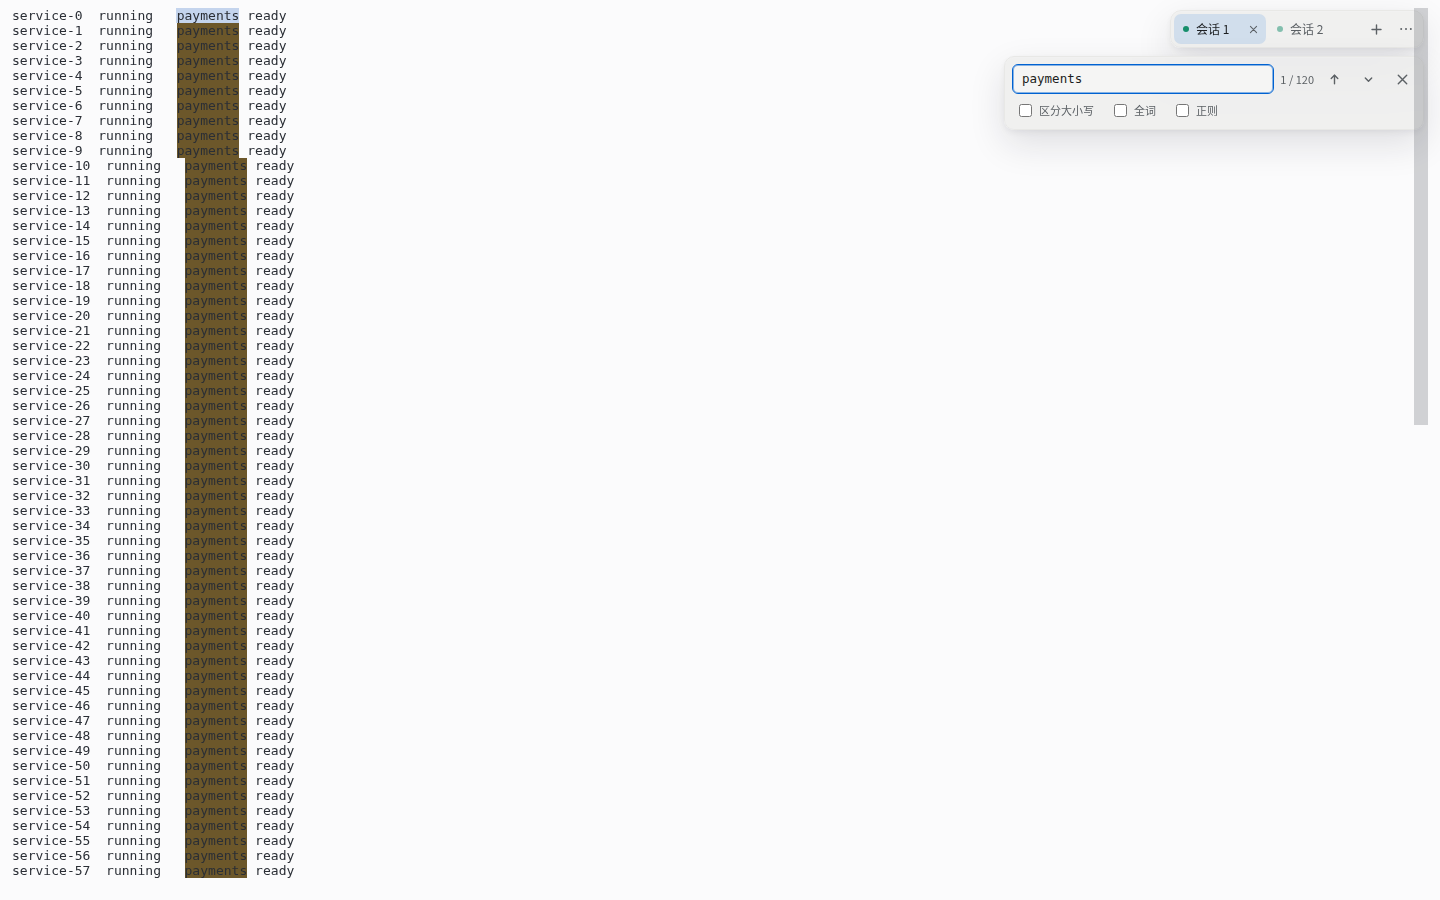 service-0  running   payments ready
service-1  running   payments ready
service-2  running   payments ready
service-3  running   payments ready
service-4  running   payments ready
service-5  running   payments ready
service-6  running   payments ready
service-7  running   payments ready
service-8  running   payments ready
service-9  running   payments ready
service-10  running   payments ready
service-11  running   payments ready
service-12  running   payments ready
service-13  running   payments ready
service-14  running   payments ready
service-15  running   payments ready
service-16  running   payments ready
service-17  running   payments ready
service-18  running   payments ready
service-19  running   payments ready
service-20  running   payments ready
service-21  running   payments ready
service-22  running   payments ready
service-23  running   payments ready
service-24  running   payments ready
service-25  running   payments ready
service-26  running   payments ready
service-27  running   payments ready
service-28  running   payments ready
service-29  running   payments ready
service-30  running   payments ready
service-31  running   payments ready
service-32  running   payments ready
service-33  running   payments ready
service-34  running   payments ready
service-35  running   payments ready
service-36  running   payments ready
service-37  running   payments ready
service-38  running   payments ready
service-39  running   payments ready
service-40  running   payments ready
service-41  running   payments ready
service-42  running   payments ready
service-43  running   payments ready
service-44  running   payments ready
service-45  running   payments ready
service-46  running   payments ready
service-47  running   payments ready
service-48  running   payments ready
service-49  running   payments ready
service-50  running   payments ready
service-51  running   payments ready
service-52  running   payments ready
service-53  running   payments ready
service-54  running   payments ready
service-55  running   payments ready
service-56  running   payments ready
service-57  running   payments ready
会话 1 会话 2
payments 1 / 120
区分大小写 全词 正则